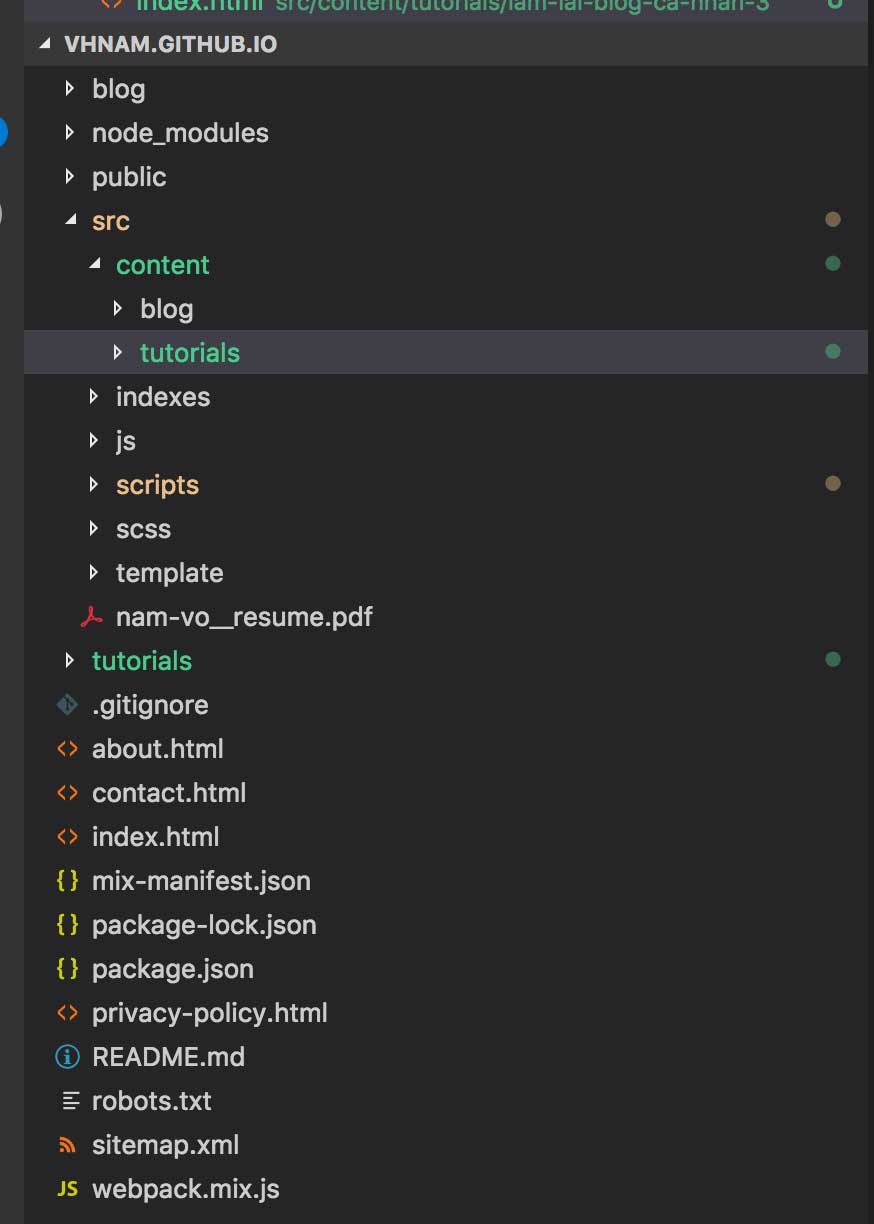 index.html src/content/tutorials/lam-lai-blog-ca-nhan-3 U
VHNAM.GITHUB.IO
blog
node_modules
public
src
content
blog
tutorials
indexes
js
scripts
scss
template
nam-vo__resume.pdf
tutorials
.gitignore
about.html
contact.html
index.html
{} mix-manifest.json
{} package-lock.json
{} package.json
privacy-policy.html
README.md
robots.txt
sitemap.xml
JS webpack.mix.js